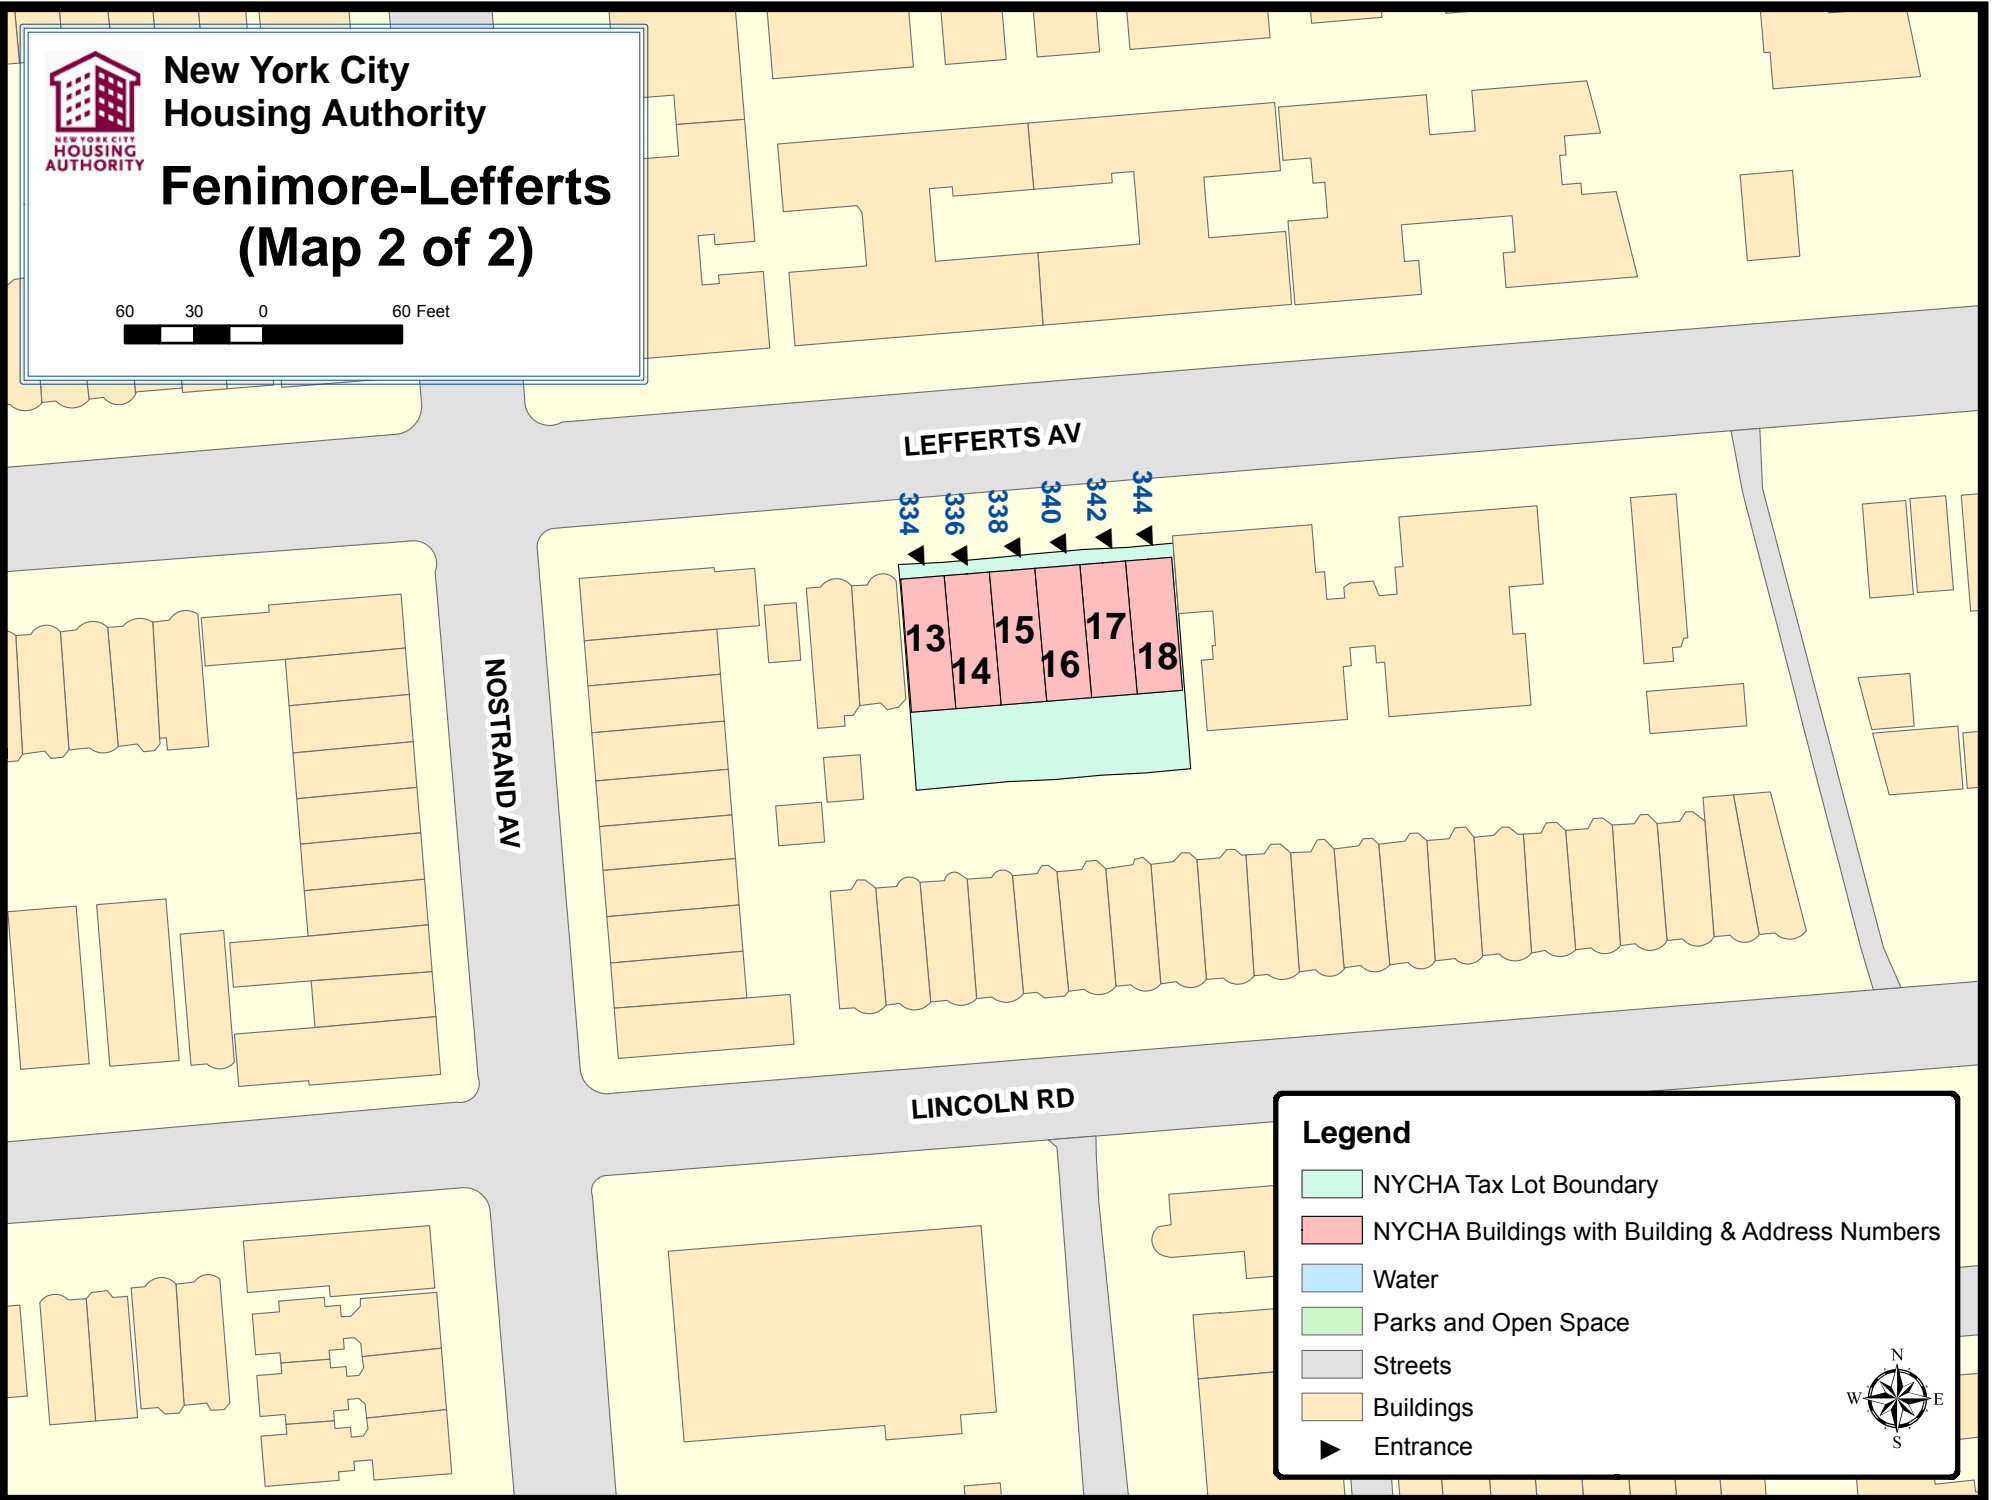 New York City
Housing Authority
NEW YORK CITY
HOUSING
AUTHORITY
Fenimore-Lefferts
(Map 2 of 2)
60 30 0 60 Feet
LEFFERTS AV
334 336 338 340 342 344
13 14 15 16 17 18
NOSTRAND AV
LINCOLN RD
Legend
NYCHA Tax Lot Boundary
NYCHA Buildings with Building & Address Numbers
Water
Parks and Open Space
Streets
Buildings
Entrance
N
W E
S